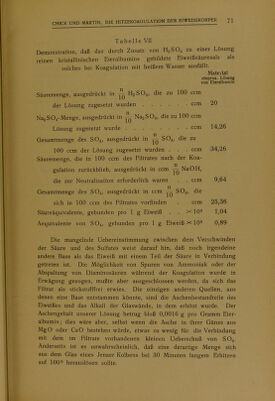 CHICK UND MARTIN, DIE HITZEKOAGULATION DER EIWEISSKÖRPER 71
Tabelle VII
Demonstration, daß das durch Zusatz von H₂SO₄ zu einer Lösung
reinen kristallinischen Eieralbumins gebildete Eiweißsäuresalz als
solches bei Koagulation mit heißem Wasser ausfällt.
Material
Lösung
von Eieralbumin
Säuremenge, ausgedrückt in n/10 H₂SO₄, die zu 100 ccm
der Lösung zugesetzt wurden . . . . . ccm 20
Na₂SO₄-Menge, ausgedrückt in n/10 Na₂SO₄, die zu 100 ccm
Lösung zugesetzt wurde . . . . . ccm 14,26
Gesamtmenge des SO₄, ausgedrückt in n/10 SO₄ die zu
100 ccm der Lösung zugesetzt wurden . . . ccm 34,26
Säuremenge, die in 100 ccm des Filtrates nach der Koa-
gulation zurückblieb, ausgedrückt in ccm n/10 NaOH,
die zur Neutralisation erforderlich waren . . ccm 9,64
Gesamtmenge des SO₄, ausgedrückt in ccm n/10 SO₄, die
sich in 100 ccm des Filtrates vorfinden . . ccm 25,36
Säureäquivalente, gebunden pro 1 g Eiweiß . . ×10⁴ 1,04
Aequivalente von SO₄, gebunden pro 1 g Eiweiß ×10⁴ 0,89
Die mangelnde Uebereinstimmung zwischen dem Verschwinden
der Säure und des Sulfates weist darauf hin, daß noch irgendeine
andere Base als das Eiweiß mit einem Teil der Säure in Verbindung
getreten ist. Die Möglichkeit von Spuren von Ammoniak oder der
Abspaltung von Diaminosäuren während der Koagulation wurde in
Erwägung gezogen, mußte aber ausgeschlossen werden, da sich das
Filtrat als stickstoffrei erwies. Die einzigen anderen Quellen, aus
denen eine Base entstammen könnte, sind die Aschenbestandteile des
Eiweißes und das Alkali der Glaswände, in dem erhitzt wurde. Der
Aschengehalt unserer Lösung betrug bloß 0,0016 g pro Gramm Eier-
albumin; dies wäre aber, selbst wenn die Asche in ihrer Gänze aus
MgO oder CaO bestehen würde, etwas zu wenig für die Verbindung
mit dem im Filtrate vorhandenen kleinen Ueberschuß von SO₄.
Anderseits ist es unwahrscheinlich, daß eine derartige Menge sich
aus dem Glas eines Jenaer Kolbens bei 30 Minuten langem Erhitzen
auf 100° herauslösen sollte.